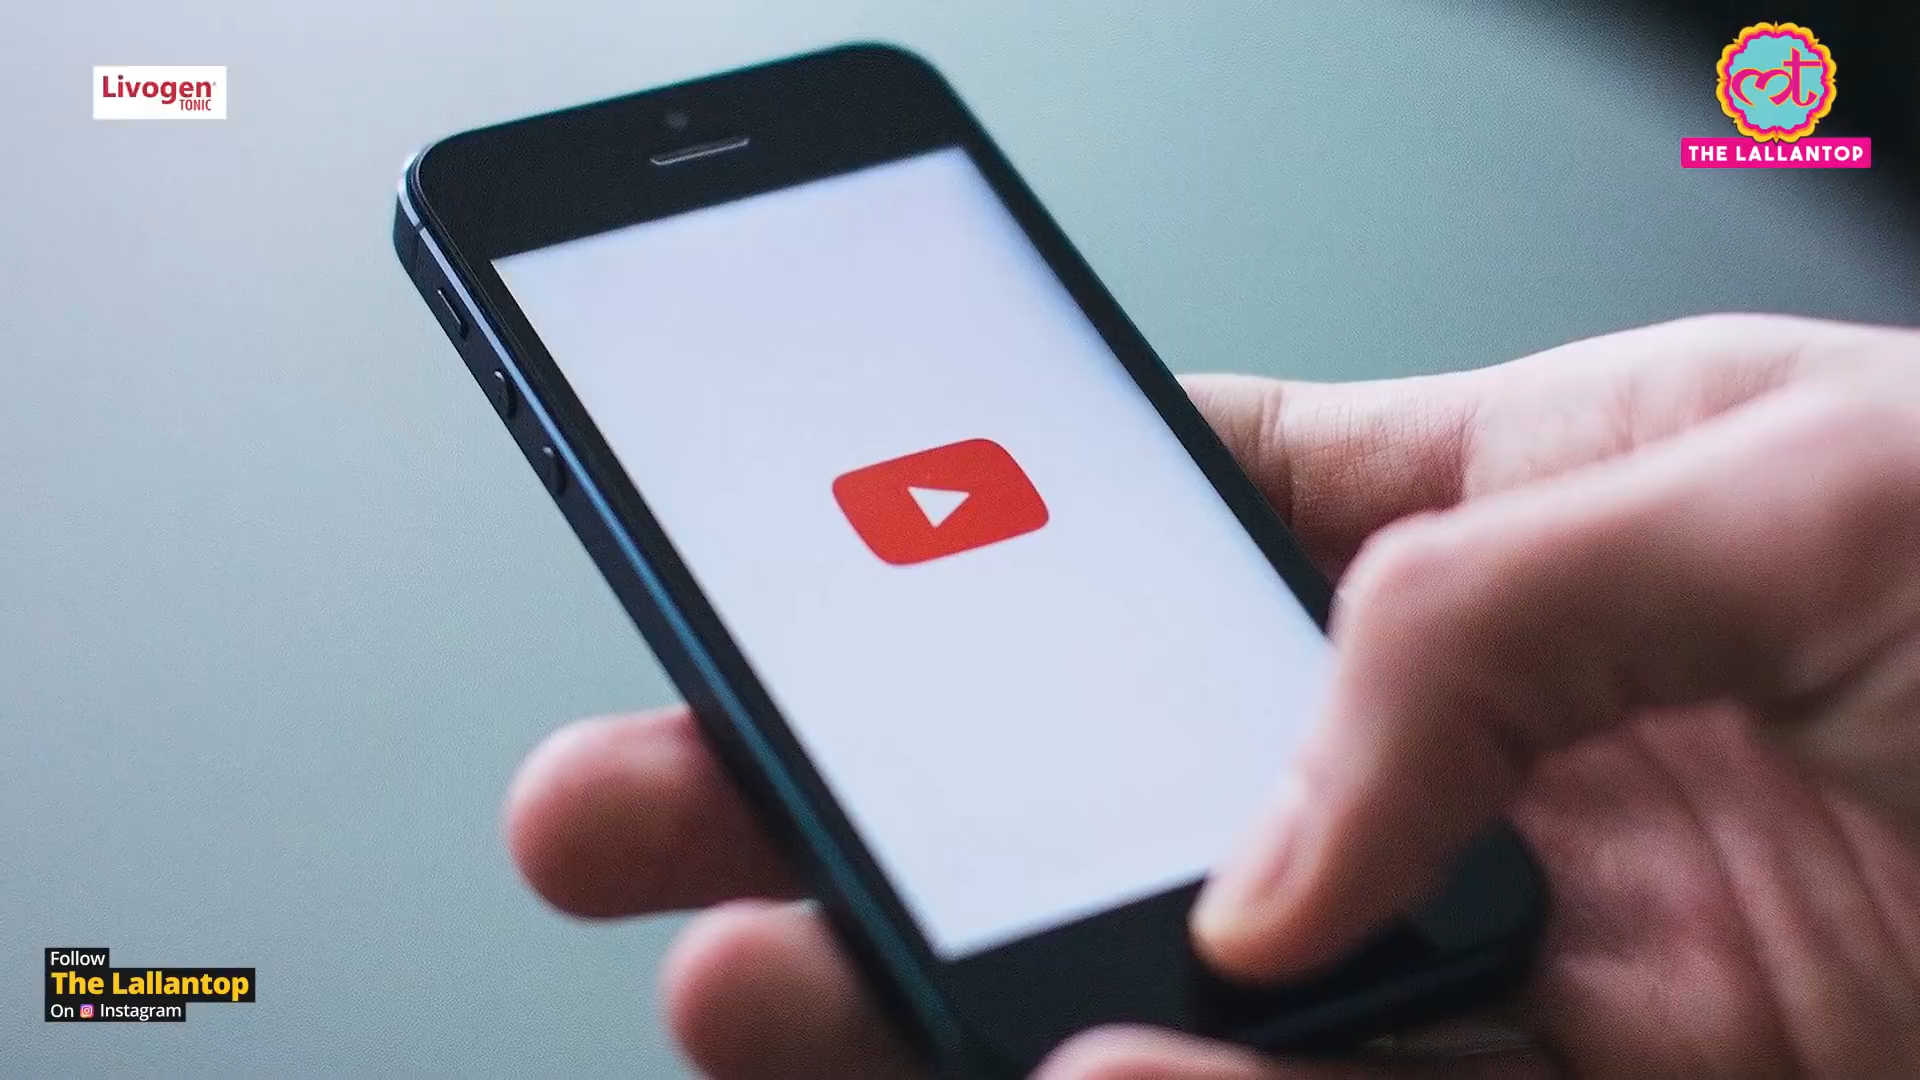 Livogen
TONIC
THE LALLANTOP
Follow
The Lallantop
On Instagram